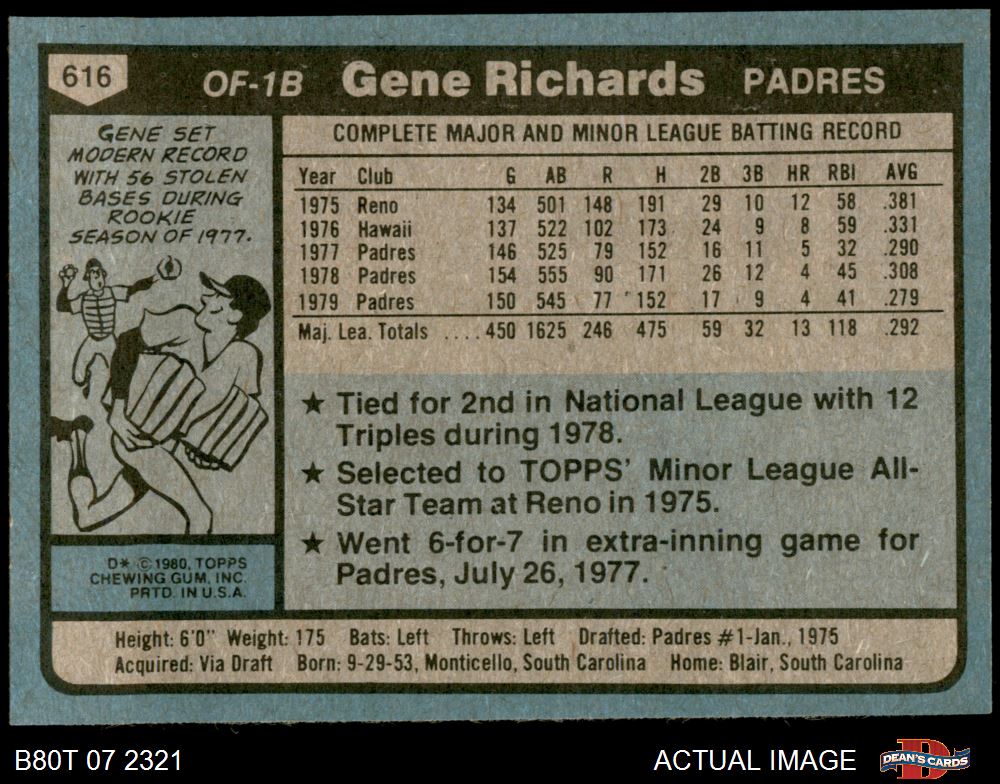 616 OF-1B Gene Richards PADRES
GENE SET
MODERN RECORD
WITH 56 STOLEN
BASES DURING
ROOKIE
SEASON OF 1977.
COMPLETE MAJOR AND MINOR LEAGUE BATTING RECORD
Year Club G AB R H 2B 3B HR RBI AVG
1975 Reno 134 501 148 191 29 10 12 58 .381
1976 Hawaii 137 522 102 173 24 9 8 59 .331
1977 Padres 146 525 79 152 16 11 5 32 .290
1978 Padres 154 555 90 171 26 12 4 45 .308
1979 Padres 150 545 77 152 17 9 4 41 .279
Maj. Lea. Totals ....450 1625 246 475 59 32 13 118 .292
★ Tied for 2nd in National League with 12
Triples during 1978.
★ Selected to TOPPS' Minor League All-
Star Team at Reno in 1975.
★ Went 6-for-7 in extra-inning game for
Padres, July 26, 1977.
D* © 1980, TOPPS
CHEWING GUM, INC.
PRTD. IN U.S.A.
Height: 6'0" Weight: 175 Bats: Left Throws: Left Drafted: Padres #1-Jan., 1975
Acquired: Via Draft Born: 9-29-53, Monticello, South Carolina Home: Blair, South Carolina
B80T 07 2321 ACTUAL IMAGE D DEAN'S CARDS